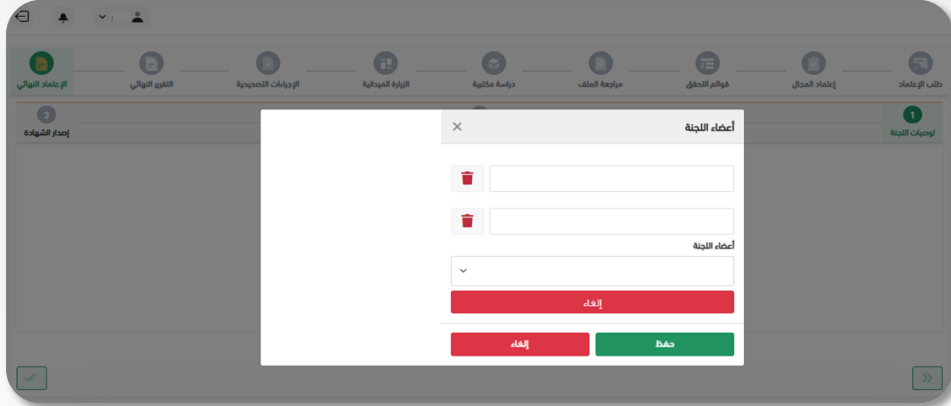 طلب الإعتماد
إعتماد المجال
قوائم التحقق
مراجعة الملف
دراسة مكتبية
الزيارة الميدانية
الإجراءات التصحيحية
التقرير النهائي
الإعتماد النهائي
1
توصيات اللجنة
3
إصدار الشهادة
أعضاء اللجنة
أعضاء اللجنة
إلغاء
حفظ
إلغاء